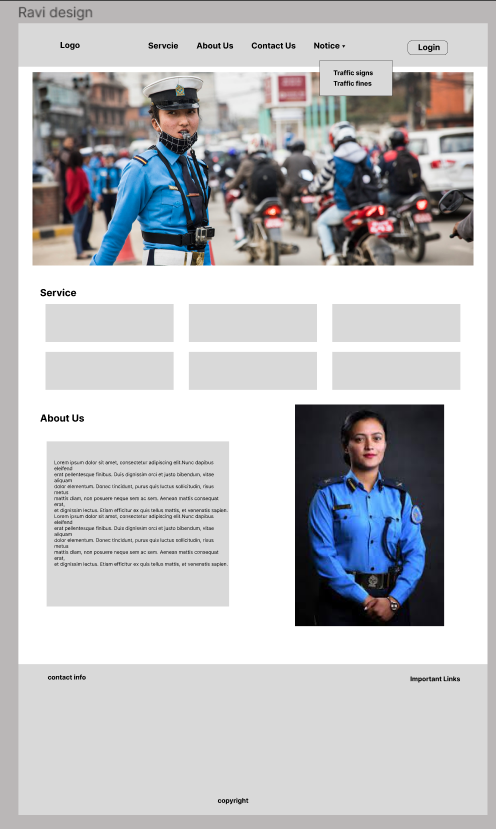 Ravi design
Logo
Servcie
About Us
Contact Us
Notice ▾
Login
Traffic signs
Traffic fines
Service
About Us
Lorem ipsum dolor sit amet, consectetur adipiscing elit.Nunc dapibus
eleifend
erat pellentesque finibus. Duis dignissim orci et justo bibendum, vitae
aliquam
dolor elementum. Donec tincidunt, purus quis luctus sollicitudin, risus
metus
mattis diam, non posuere neque sem ac sem. Aenean mattis consequat
erat,
et dignissim lectus. Etiam efficitur ex quis tellus mattis, et venenatis sapien.
Lorem ipsum dolor sit amet, consectetur adipiscing elit.Nunc dapibus
eleifend
erat pellentesque finibus. Duis dignissim orci et justo bibendum, vitae
aliquam
dolor elementum. Donec tincidunt, purus quis luctus sollicitudin, risus
metus
mattis diam, non posuere neque sem ac sem. Aenean mattis consequat
erat,
et dignissim lectus. Etiam efficitur ex quis tellus mattis, et venenatis sapien.
contact info
Important Links
copyright